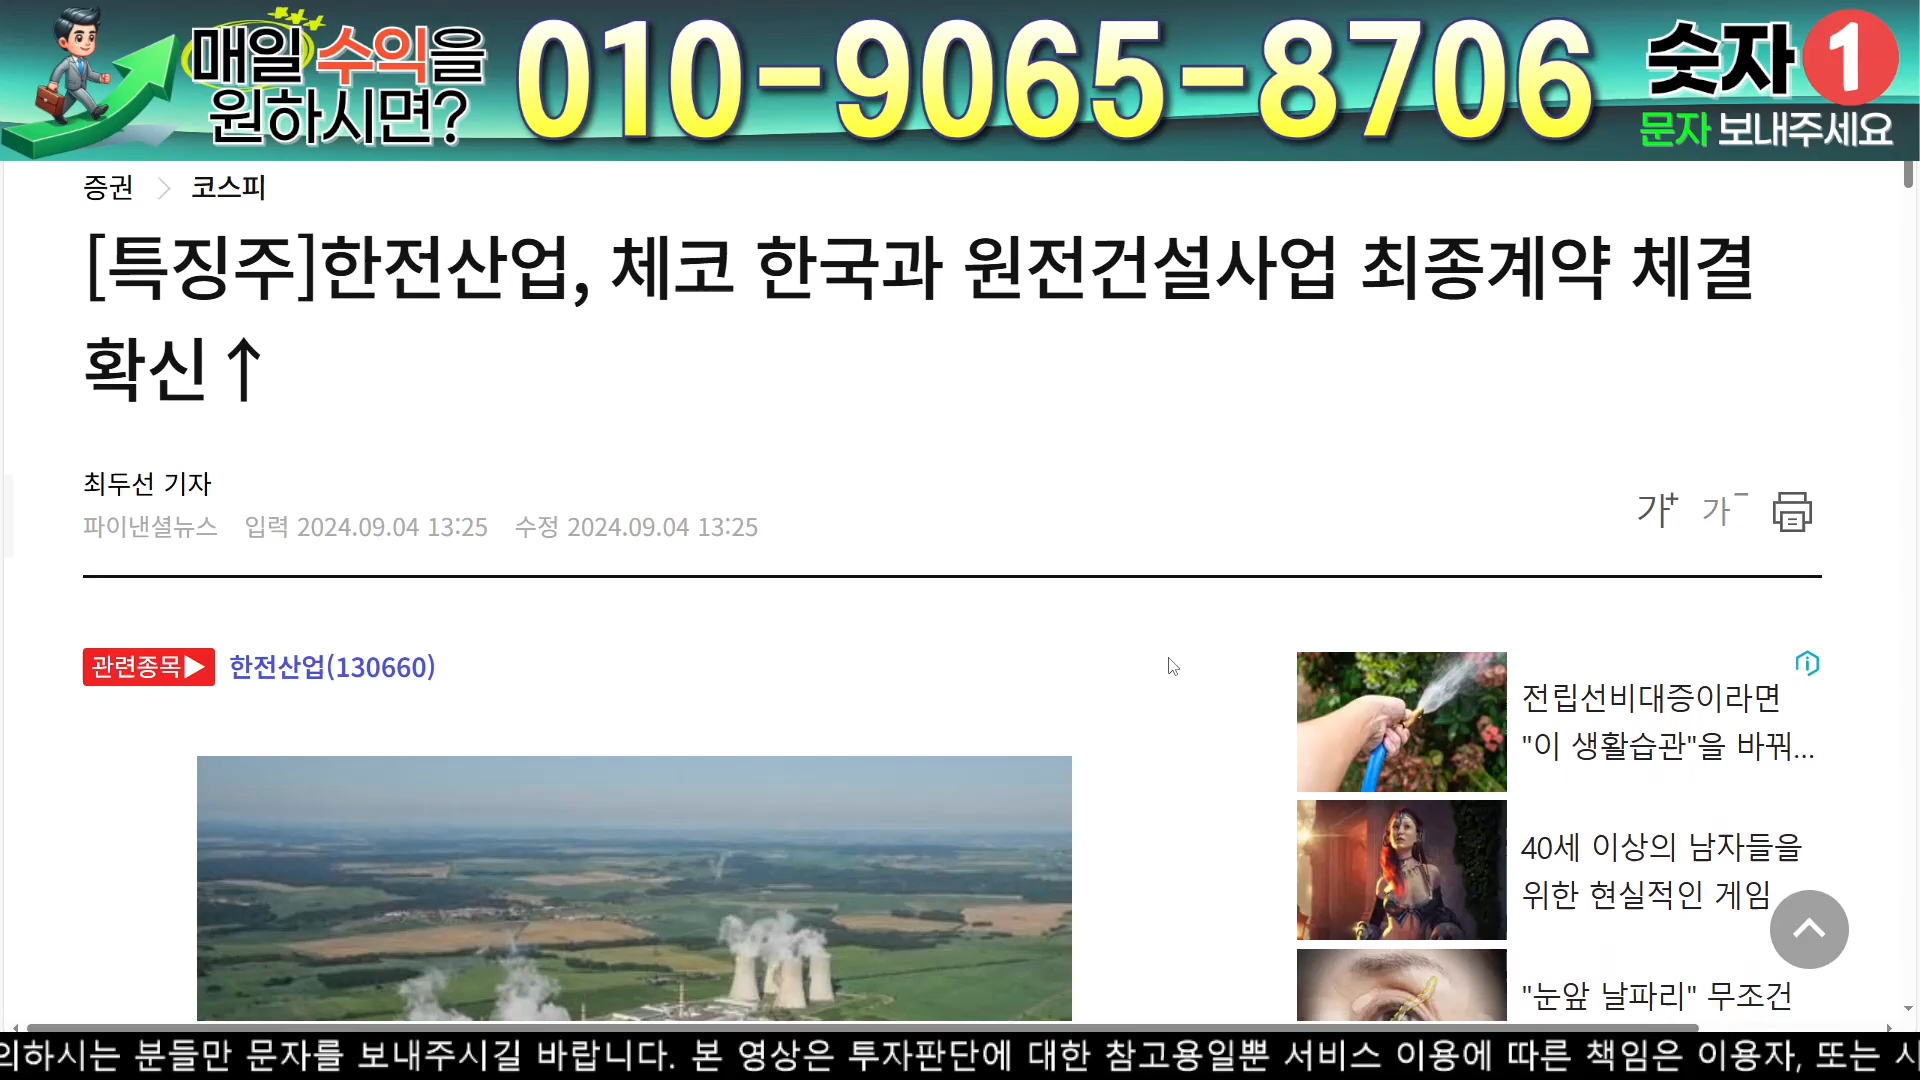 매일 수익을
원하시면?
010-9065-8706
숫자 1
문자 보내주세요
증권 > 코스피
[특징주]한전산업, 체코 한국과 원전건설사업 최종계약 체결
확신↑
최두선 기자
파이낸셜뉴스 입력 2024.09.04 13:25 수정 2024.09.04 13:25
가+ 가-
관련종목▶ 한전산업(130660)
전립선비대증이라면
"이 생활습관"을 바꿔...
40세 이상의 남자들을
위한 현실적인 게임
"눈앞 날파리" 무조건
의하시는 분들만 문자를 보내주시길 바랍니다. 본 영상은 투자판단에 대한 참고용일뿐 서비스 이용에 따른 책임은 이용자, 또는